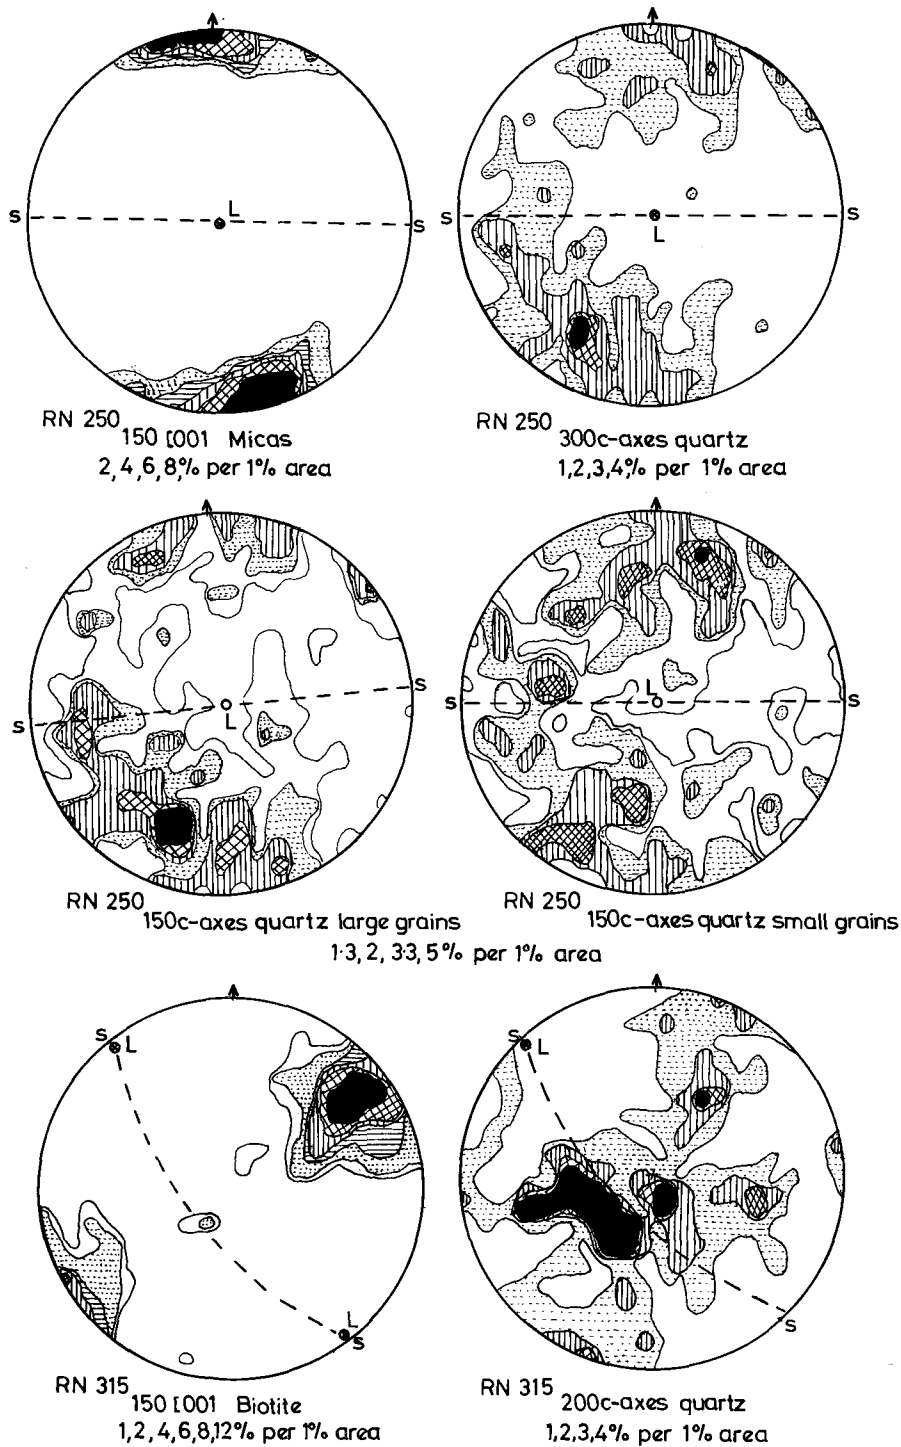 L
S
S
RN 250
150 [001 Micas
2,4,6,8% per 1% area
S
S
L
RN 250
300c-axes quartz
1,2,3,4% per 1% area
S
S
L
RN 250
150c-axes quartz large grains
L
S
S
RN 250
150c-axes quartz small grains
1·3, 2, 3·3, 5% per 1% area
S
L
L
S
RN 315
150 [001 Biotite
1,2,4,6,8,12% per 1% area
S
L
S
RN 315
200c-axes quartz
1,2,3,4% per 1% area